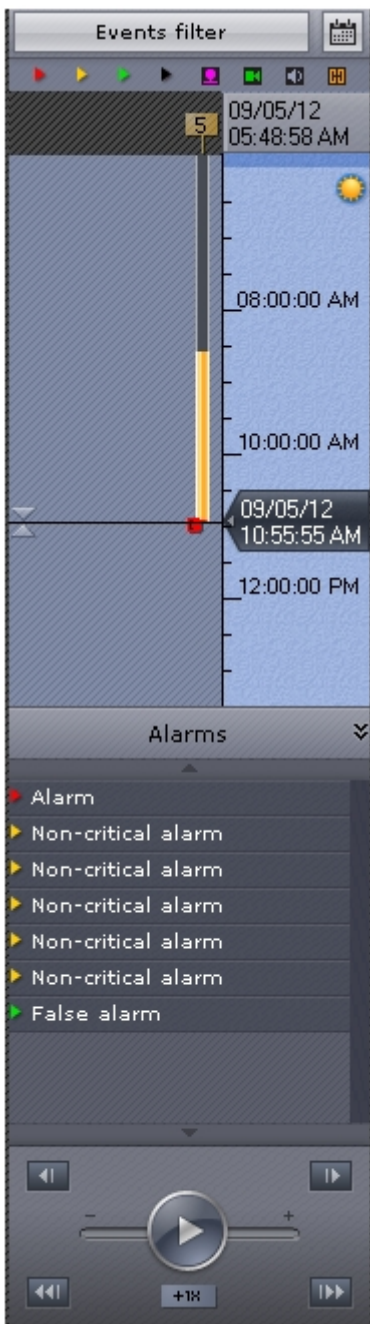 Events filter
5
09/05/12
05:48:58 AM
08:00:00 AM
10:00:00 AM
09/05/12
10:55:55 AM
12:00:00 PM
Alarms
Alarm
Non-critical alarm
Non-critical alarm
Non-critical alarm
Non-critical alarm
Non-critical alarm
False alarm
- +
+1X